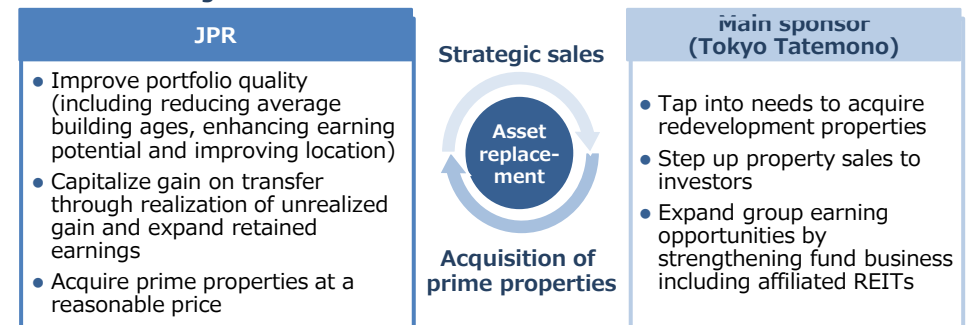 JPR
● Improve portfolio quality
(including reducing average
building ages, enhancing earning
potential and improving location)
● Capitalize gain on transfer
through realization of unrealized
gain and expand retained
earnings
● Acquire prime properties at a
reasonable price
Strategic sales
Asset
replace-
ment
Acquisition of
prime properties
Main sponsor
(Tokyo Tatemono)
● Tap into needs to acquire
redevelopment properties
● Step up property sales to
investors
● Expand group earning
opportunities by
strengthening fund business
including affiliated REITs